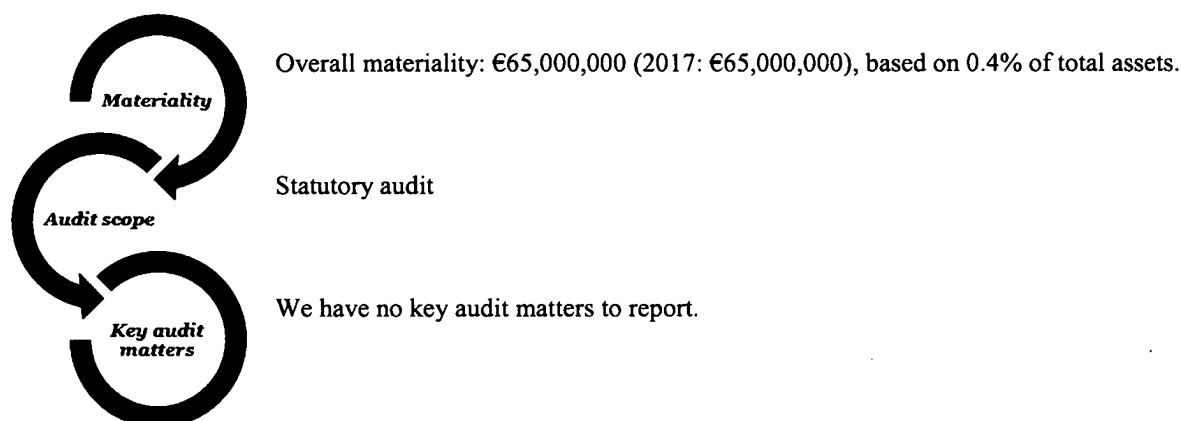 Materiality
Overall materiality: €65,000,000 (2017: €65,000,000), based on 0.4% of total assets.
Audit scope
Statutory audit
Key audit
matters
We have no key audit matters to report.